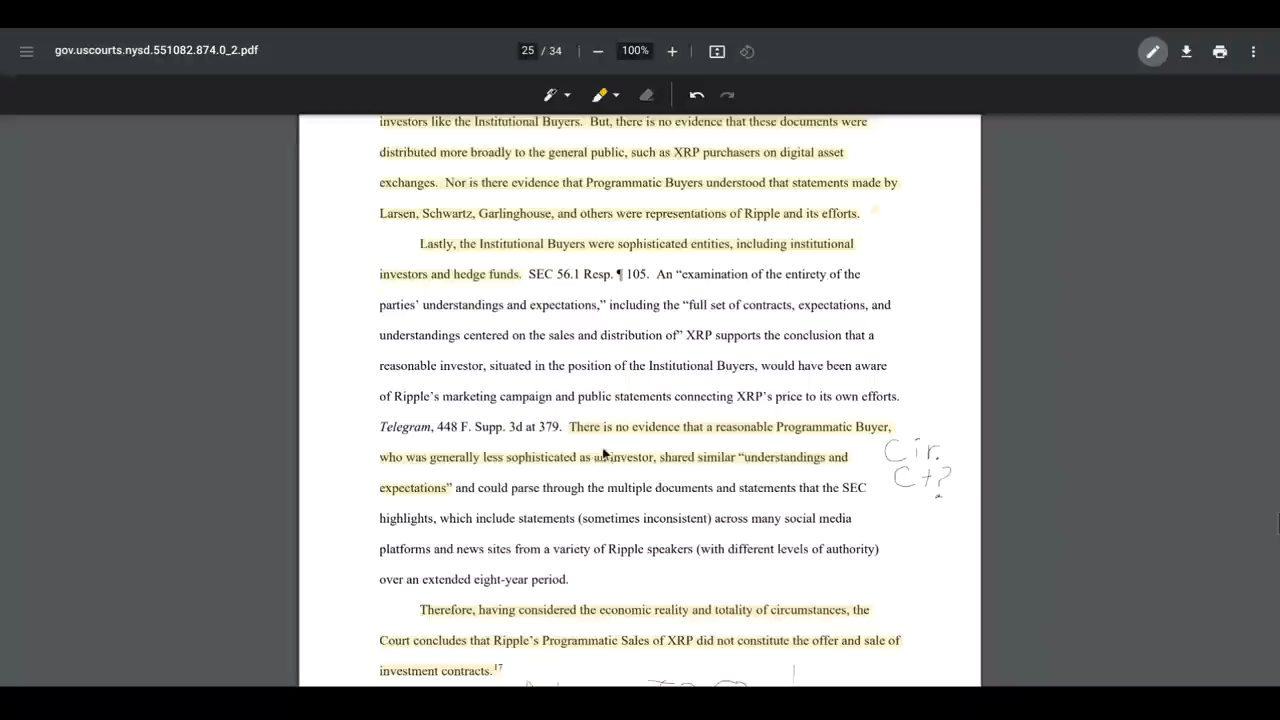 gov.uscourts.nysd.551082.874.0_2.pdf
25 / 34
100%
investors like the Institutional Buyers. But, there is no evidence that these documents were
distributed more broadly to the general public, such as XRP purchasers on digital asset
exchanges. Nor is there evidence that Programmatic Buyers understood that statements made by
Larsen, Schwartz, Garlinghouse, and others were representations of Ripple and its efforts.
Lastly, the Institutional Buyers were sophisticated entities, including institutional
investors and hedge funds. SEC 56.1 Resp. ¶ 105. An “examination of the entirety of the
parties’ understandings and expectations,” including the “full set of contracts, expectations, and
understandings centered on the sales and distribution of” XRP supports the conclusion that a
reasonable investor, situated in the position of the Institutional Buyers, would have been aware
of Ripple’s marketing campaign and public statements connecting XRP’s price to its own efforts.
Telegram, 448 F. Supp. 3d at 379. There is no evidence that a reasonable Programmatic Buyer,
who was generally less sophisticated as an investor, shared similar “understandings and
expectations” and could parse through the multiple documents and statements that the SEC
highlights, which include statements (sometimes inconsistent) across many social media
platforms and news sites from a variety of Ripple speakers (with different levels of authority)
over an extended eight-year period.
Therefore, having considered the economic reality and totality of circumstances, the
Court concludes that Ripple’s Programmatic Sales of XRP did not constitute the offer and sale of
investment contracts.17
Cir.
Ct?